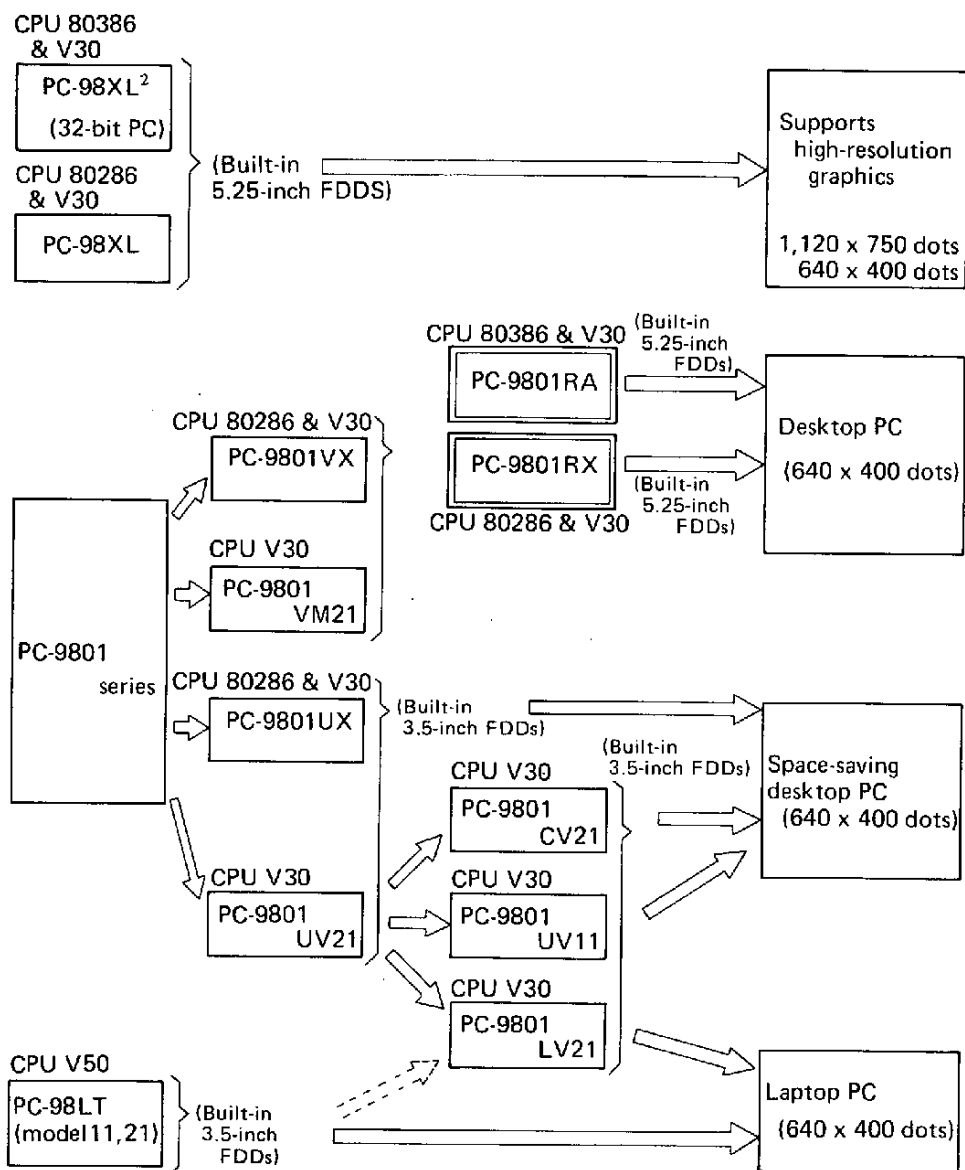 CPU 80386
& V30
PC-98XL²
(32-bit PC)
CPU 80286
& V30
PC-98XL
(Built-in
5.25-inch FDDS)
Supports
high-resolution
graphics
1,120 x 750 dots
640 x 400 dots
CPU 80386 & V30
PC-9801RA
(Built-in
5.25-inch
FDDs)
PC-9801RX
CPU 80286 & V30
(Built-in
5.25-inch
FDDs)
Desktop PC
(640 x 400 dots)
CPU 80286 & V30
PC-9801VX
CPU V30
PC-9801
VM21
PC-9801
series
CPU 80286 & V30
PC-9801UX
(Built-in
3.5-inch FDDs)
CPU V30
PC-9801
UV21
CPU V30
PC-9801
CV21
CPU V30
PC-9801
UV11
CPU V30
PC-9801
LV21
(Built-in
3.5-inch FDDs)
Space-saving
desktop PC
(640 x 400 dots)
CPU V50
PC-98LT
(model11,21)
(Built-in
3.5-inch
FDDs)
Laptop PC
(640 x 400 dots)